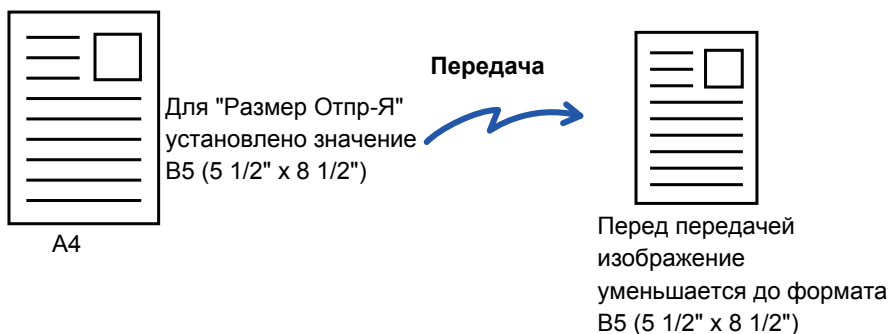 Передача
Для "Размер Отпр-Я"
установлено значение
B5 (5 1/2" x 8 1/2")
A4
Перед передачей
изображение
уменьшается до формата
B5 (5 1/2" x 8 1/2")